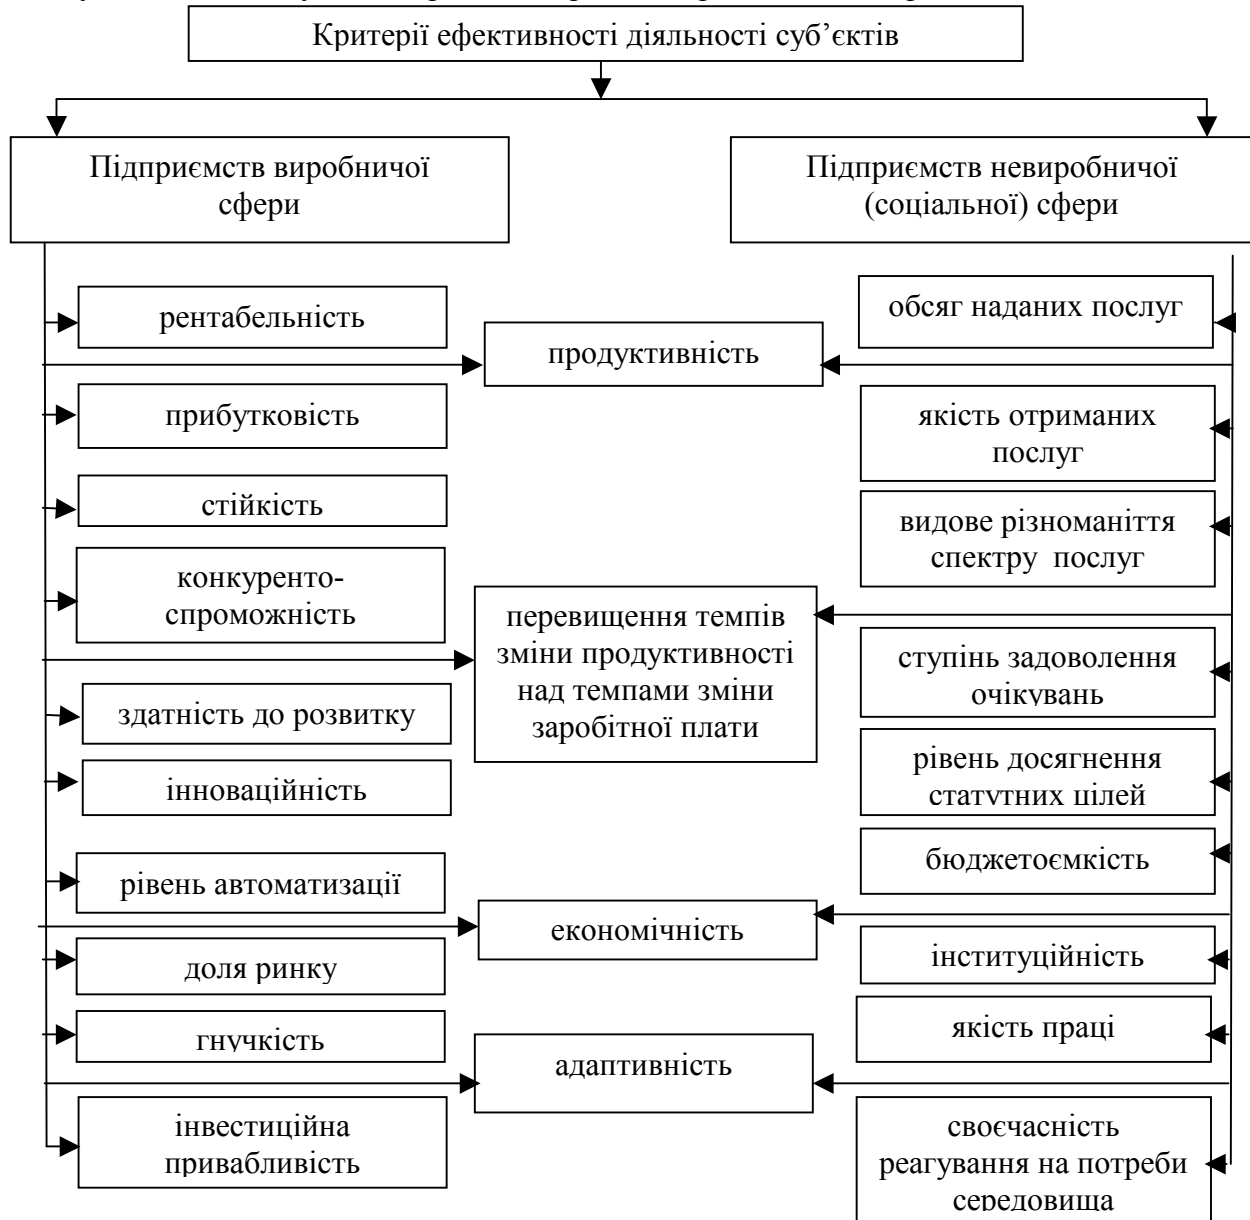 Критерії ефективності діяльності суб’єктів
Підприємств виробничої
сфери
Підприємств невиробничої
(соціальної) сфери
рентабельність
обсяг наданих послуг
продуктивність
прибутковість
якість отриманих
послуг
стійкість
видове різноманіття
спектру послуг
конкуренто-
спроможність
перевищення темпів
зміни продуктивності
над темпами зміни
заробітної плати
ступінь задоволення
очікувань
здатність до розвитку
рівень досягнення
статутних цілей
інноваційність
бюджетоємкість
рівень автоматизації
економічність
доля ринку
інституційність
гнучкість
якість праці
адаптивність
інвестиційна
привабливість
своєчасність
реагування на потреби
середовища